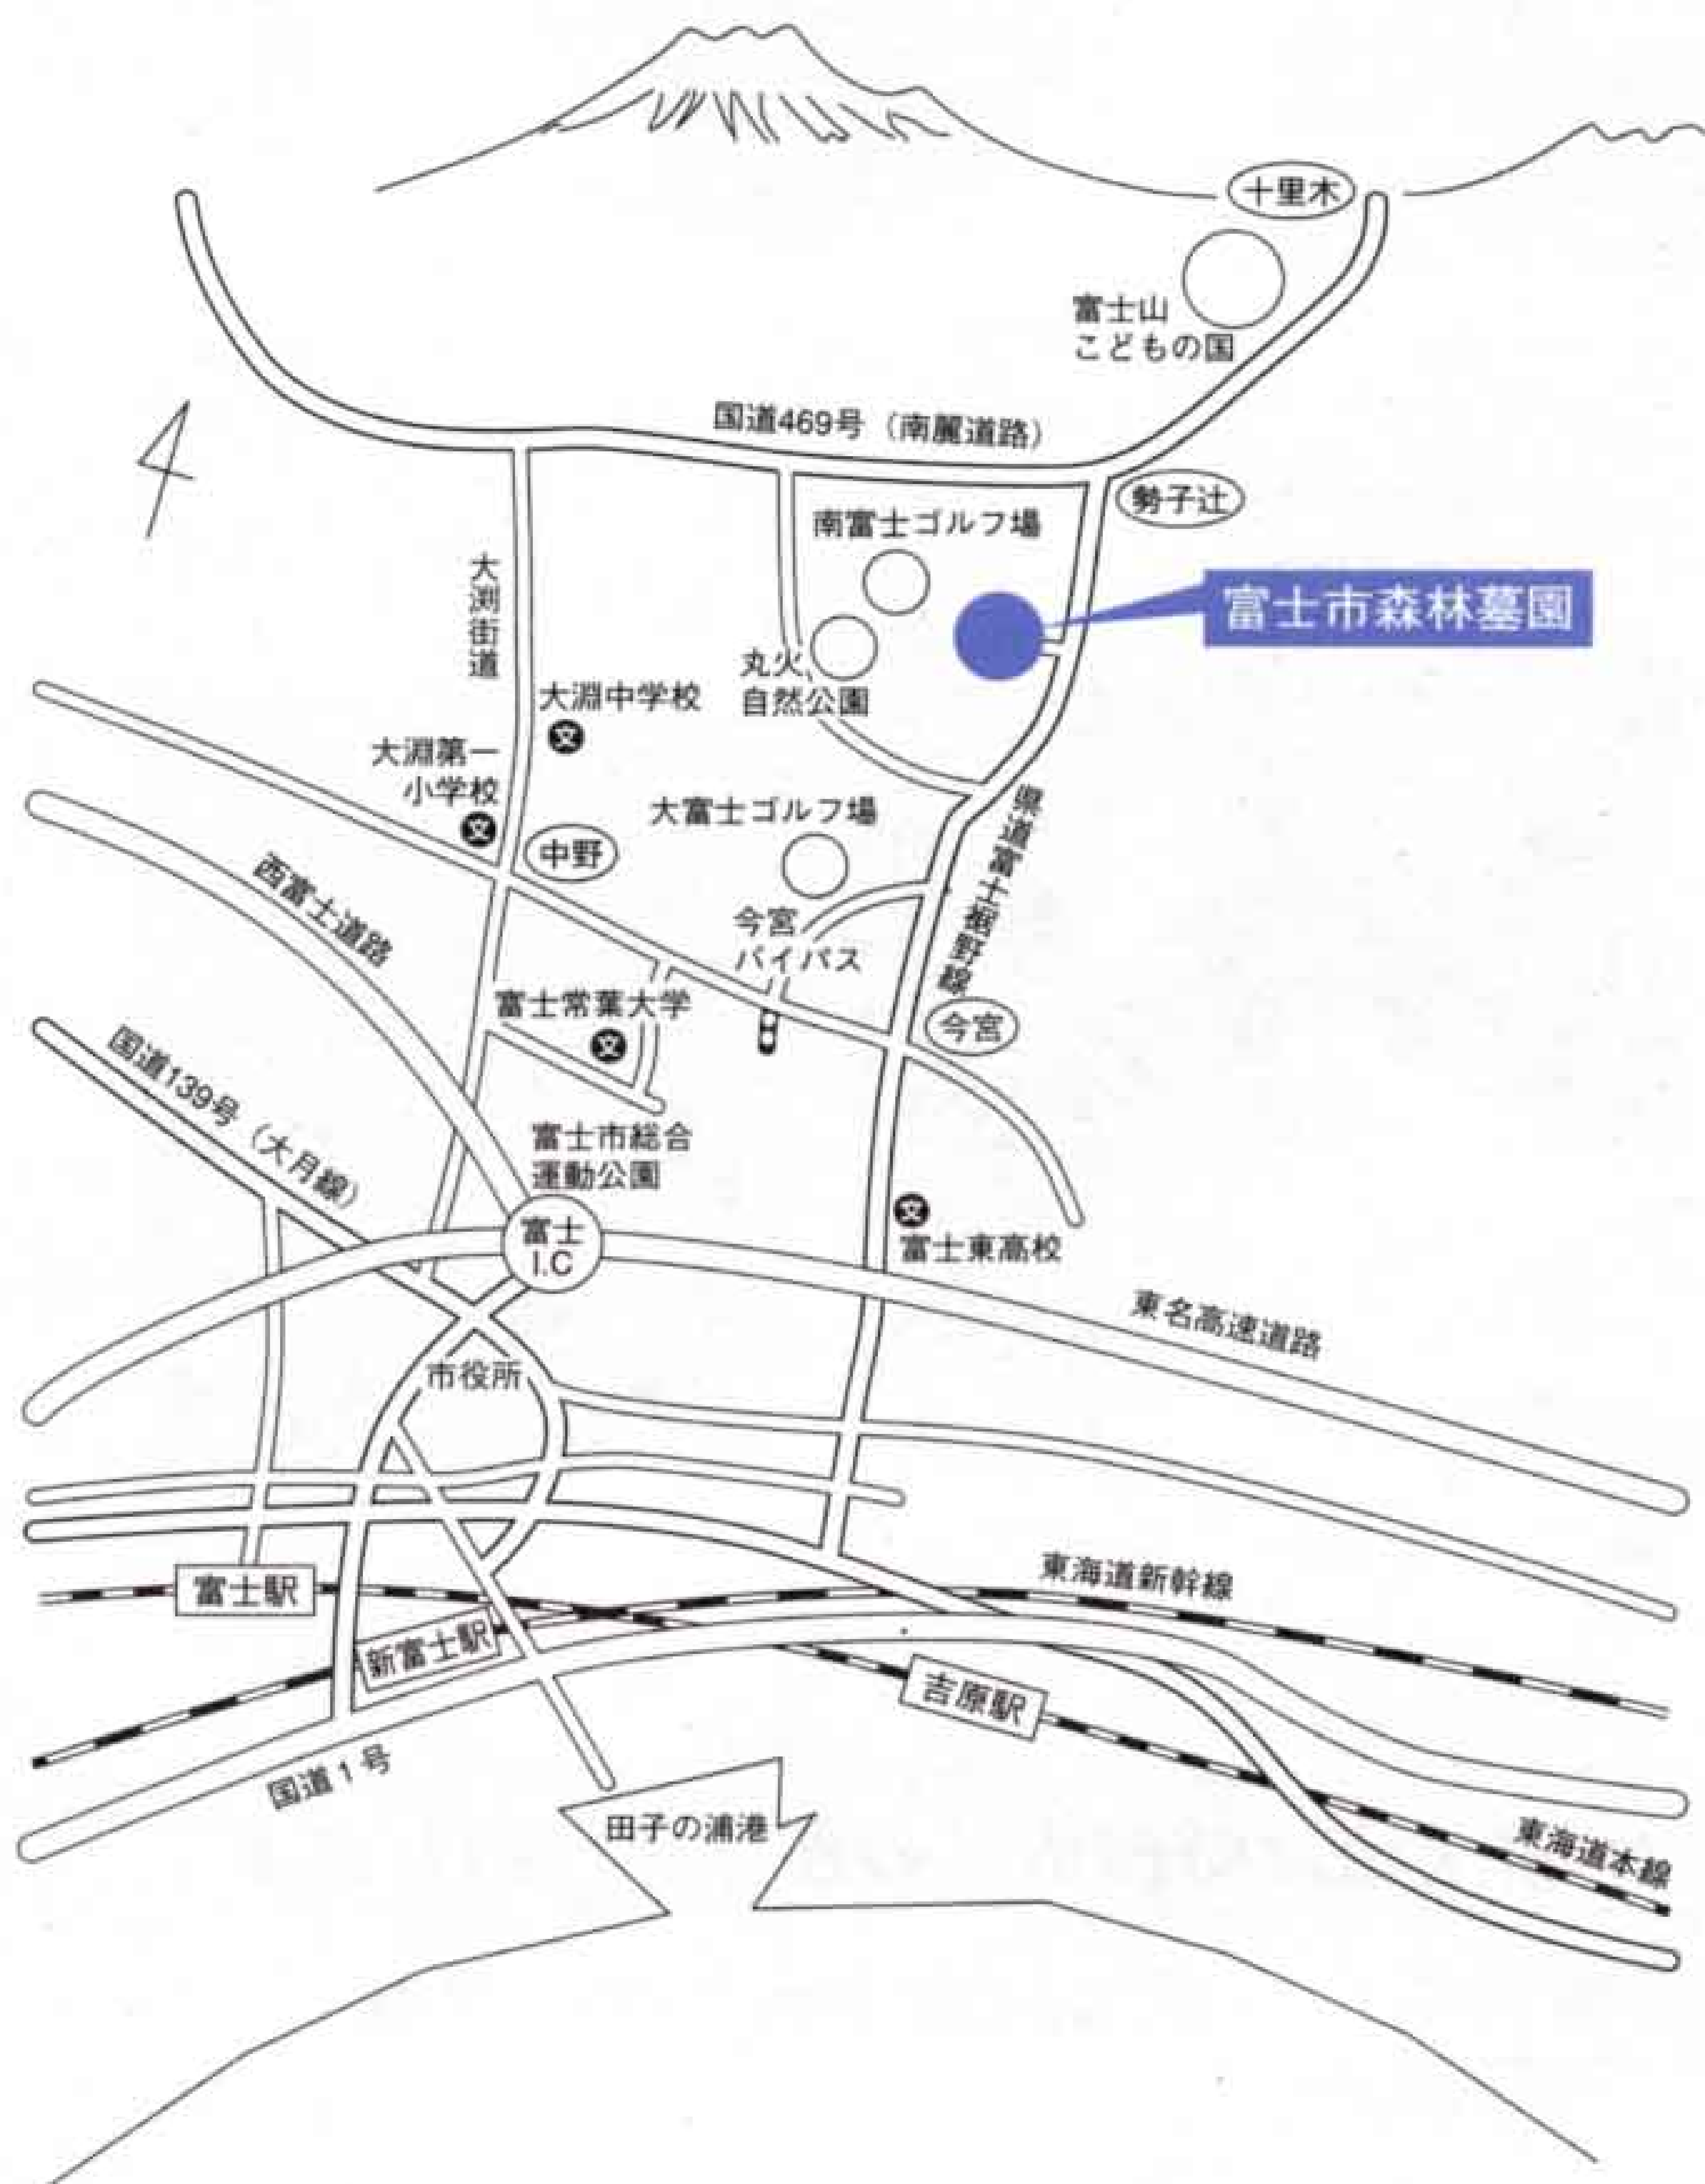 十里木
富士山
こどもの国
国道469号（南麗道路）
勢子辻
南富士ゴルフ場
富士市森林墓園
大渕街道
丸火
自然公園
大淵中学校
大淵第一
小学校
中野
大富士ゴルフ場
県道富士裾野線
西富士道路
今宮
バイパス
富士常葉大学
文
文
文
今宮
国道139号（大月線）
富士市総合
運動公園
文
富士東高校
富士
I.C
東名高速道路
市役所
富士駅
東海道新幹線
新富士駅
吉原駅
国道1号
田子の浦港
東海道本線